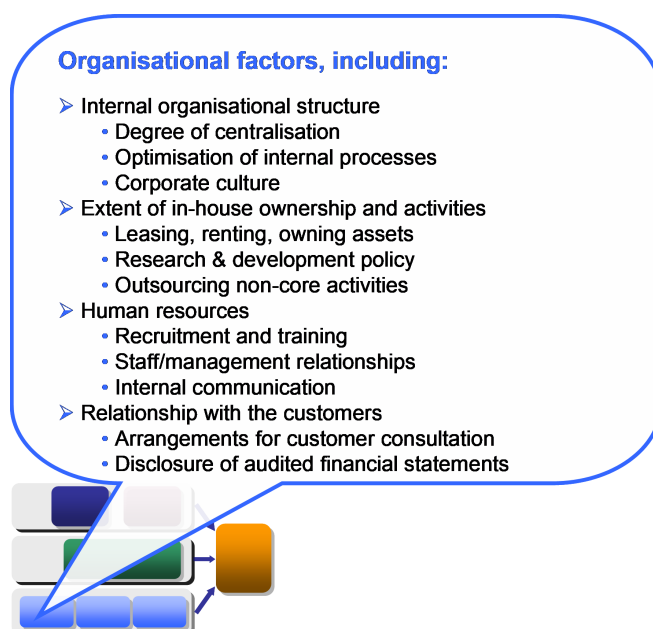 Organisational factors, including:
➢ Internal organisational structure
• Degree of centralisation
• Optimisation of internal processes
• Corporate culture
➢ Extent of in-house ownership and activities
• Leasing, renting, owning assets
• Research & development policy
• Outsourcing non-core activities
➢ Human resources
• Recruitment and training
• Staff/management relationships
• Internal communication
➢ Relationship with the customers
• Arrangements for customer consultation
• Disclosure of audited financial statements